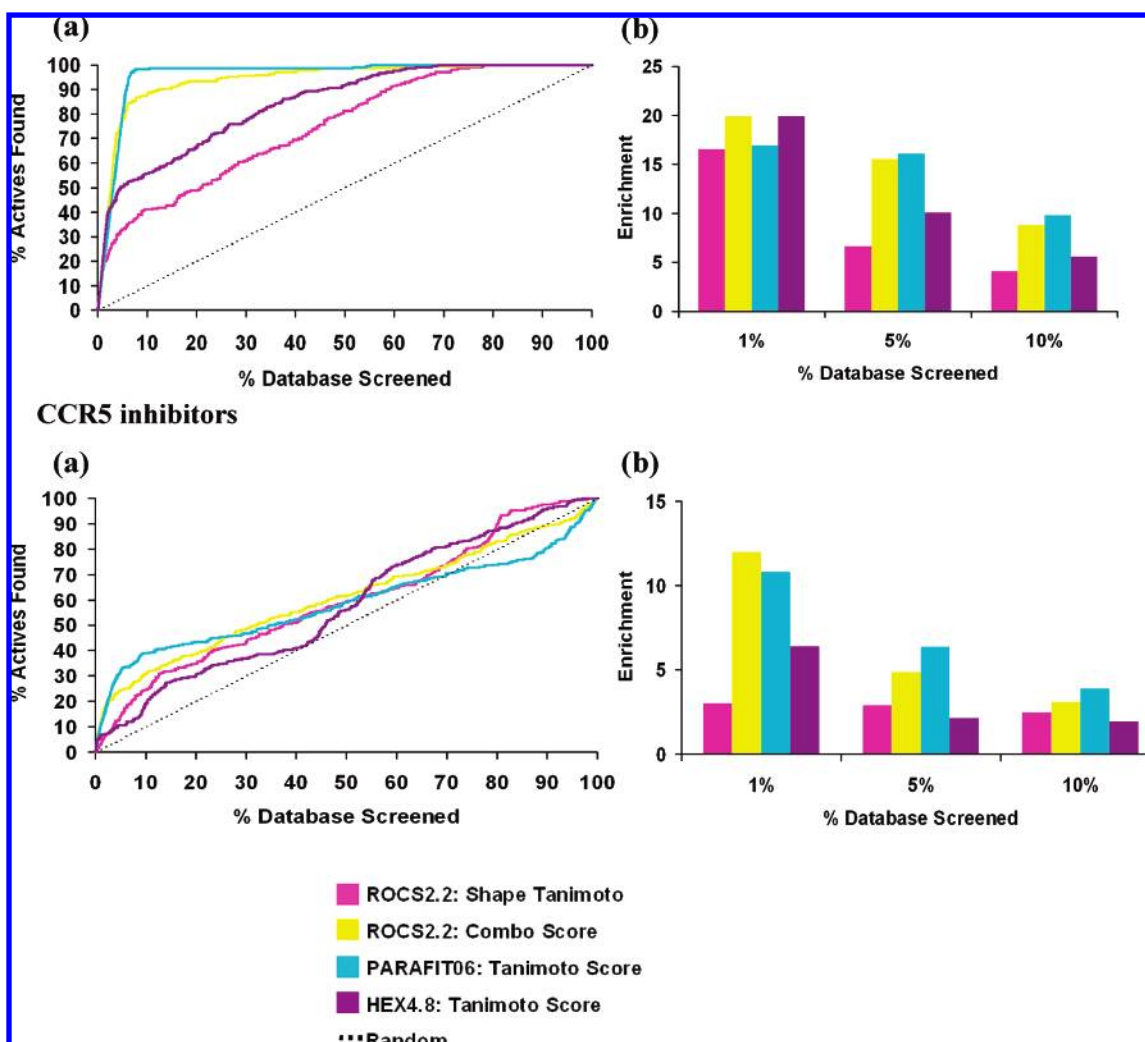 (a)
(b)
% Actives Found
100
90
80
70
60
50
40
30
20
10
0
0 10 20 30 40 50 60 70 80 90 100
% Database Screened
Enrichment
25
20
15
10
5
0
1% 5% 10%
% Database Screened
CCR5 inhibitors
(a)
(b)
% Actives Found
100
90
80
70
60
50
40
30
20
10
0
0 10 20 30 40 50 60 70 80 90 100
% Database Screened
Enrichment
15
10
5
0
1% 5% 10%
% Database Screened
ROCS2.2: Shape Tanimoto
ROCS2.2: Combo Score
PARAFIT06: Tanimoto Score
HEX4.8: Tanimoto Score
Random